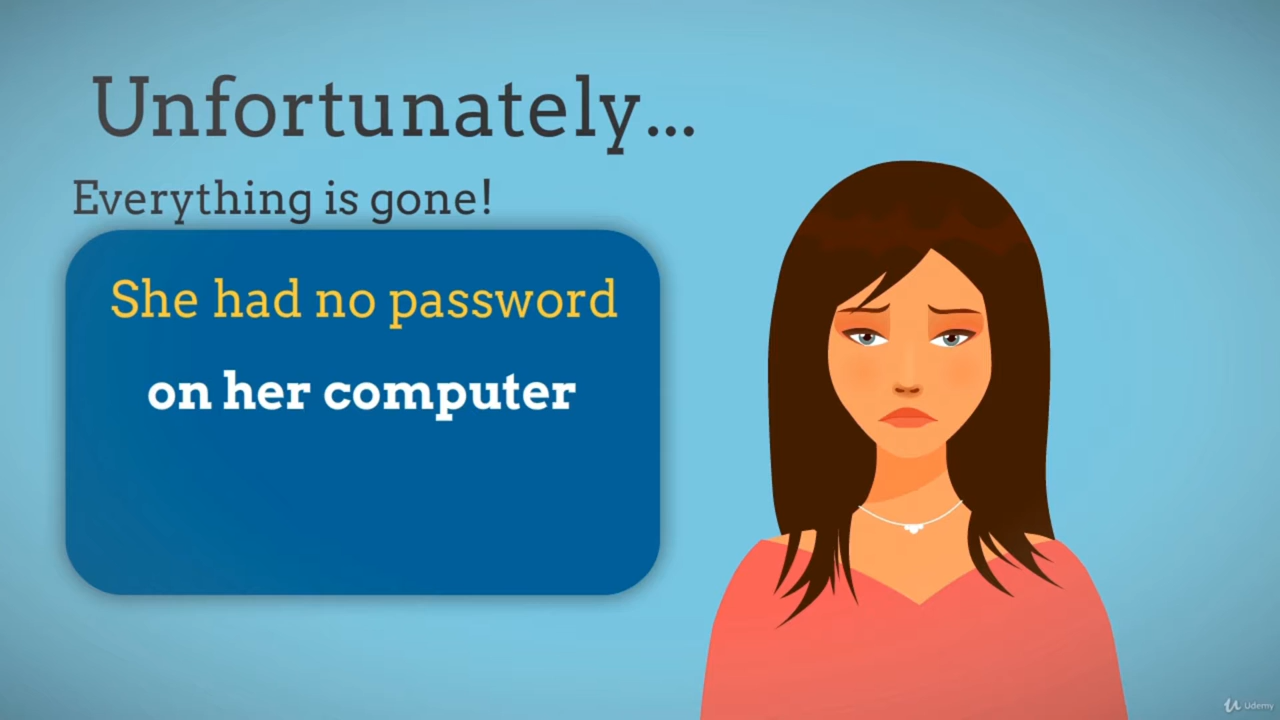 Unfortunately...
Everything is gone!
She had no password
on her computer
Udemy